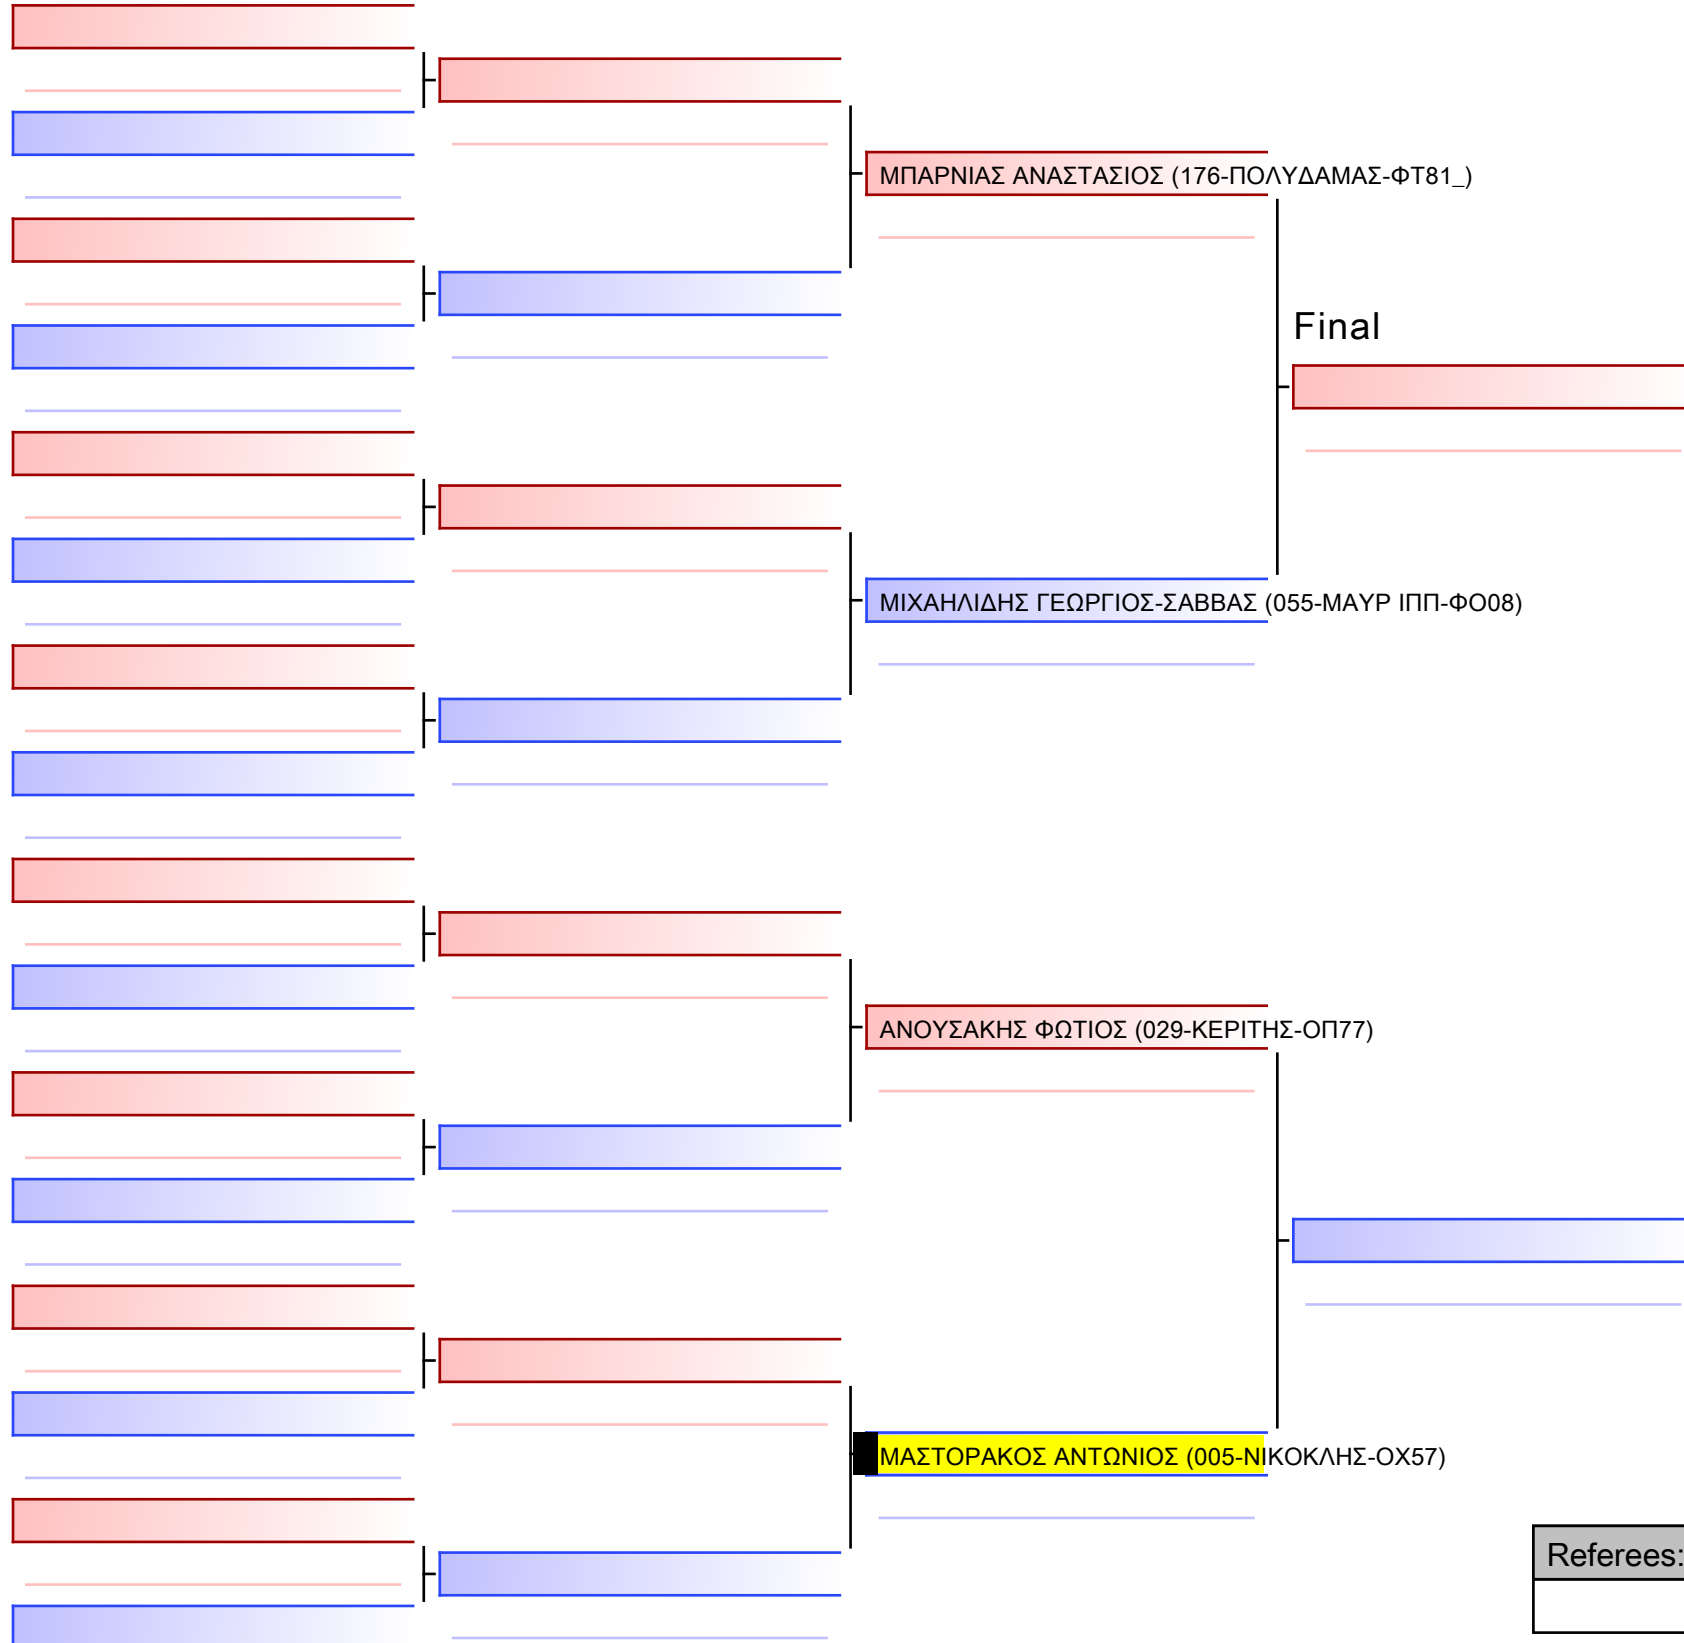 ΜΠΑΡΝΙΑΣ ΑΝΑΣΤΑΣΙΟΣ (176-ΠΟΛΥΔΑΜΑΣ-ΦΤ81_)
Final
ΜΙΧΑΗΛΙΔΗΣ ΓΕΩΡΓΙΟΣ-ΣΑΒΒΑΣ (055-ΜΑΥΡ ΙΠΠ-ΦΟ08)
ΑΝΟΥΣΑΚΗΣ ΦΩΤΙΟΣ (029-ΚΕΡΙΤΗΣ-ΟΠ77)
ΜΑΣΤΟΡΑΚΟΣ ΑΝΤΩΝΙΟΣ (005-ΝΙΚΟΚΛΗΣ-ΟΧ57)
Referees: